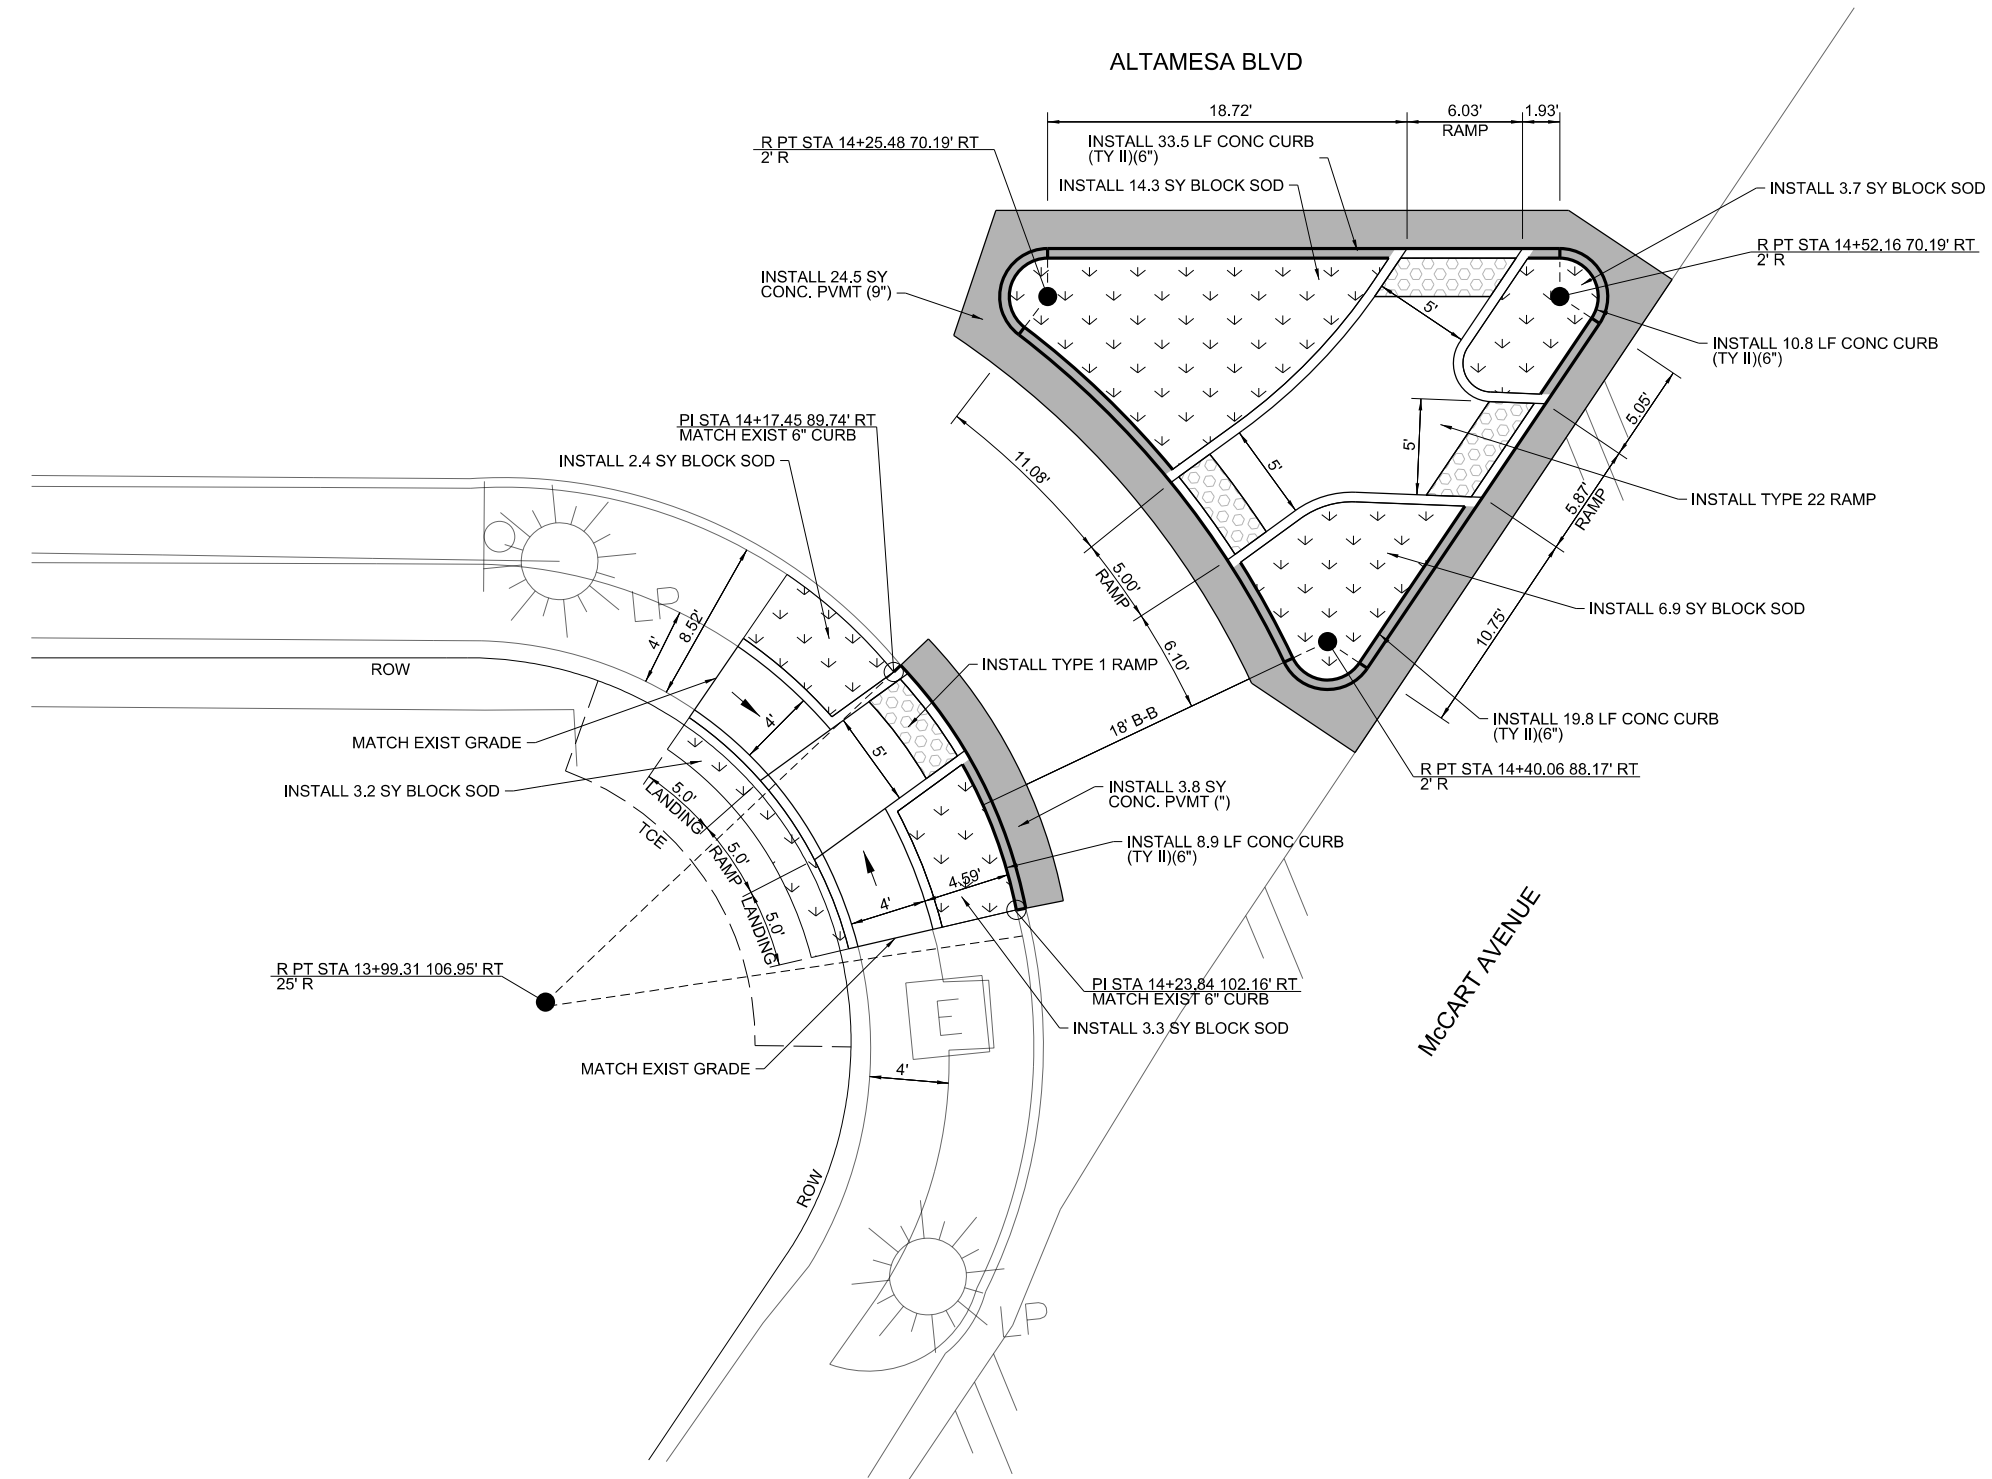 ALTAMESA BLVD
18.72'
6.03'
RAMP
1.93'
R PT STA 14+25.48 70.19' RT
2' R
INSTALL 33.5 LF CONC CURB
(TY II)(6")
INSTALL 14.3 SY BLOCK SOD
INSTALL 3.7 SY BLOCK SOD
R PT STA 14+52.16 70.19' RT
2' R
INSTALL 24.5 SY
CONC. PVMT (9")
5'
INSTALL 10.8 LF CONC CURB
(TY II)(6")
5.05'
PI STA 14+17.45 89.74' RT
MATCH EXIST 6" CURB
INSTALL 2.4 SY BLOCK SOD
11.08'
5'
5'
5.87'
RAMP
INSTALL TYPE 22 RAMP
5.00'
RAMP
INSTALL 6.9 SY BLOCK SOD
LP
4'
8.52'
6.10'
10.75'
ROW
INSTALL TYPE 1 RAMP
18' B-B
4'
5'
MATCH EXIST GRADE
INSTALL 19.8 LF CONC CURB
(TY II)(6")
INSTALL 3.2 SY BLOCK SOD
5.0'
LANDING
R PT STA 14+40.06 88.17' RT
2' R
INSTALL 3.8 SY
CONC. PVMT (")
TCE
5.0'
RAMP
INSTALL 8.9 LF CONC CURB
(TY II)(6")
4.59'
4'
5.0'
LANDING
McCART AVENUE
R PT STA 13+99.31 106.95' RT
25' R
PI STA 14+23.84 102.16' RT
MATCH EXIST 6" CURB
E
INSTALL 3.3 SY BLOCK SOD
MATCH EXIST GRADE
4'
ROW
LP